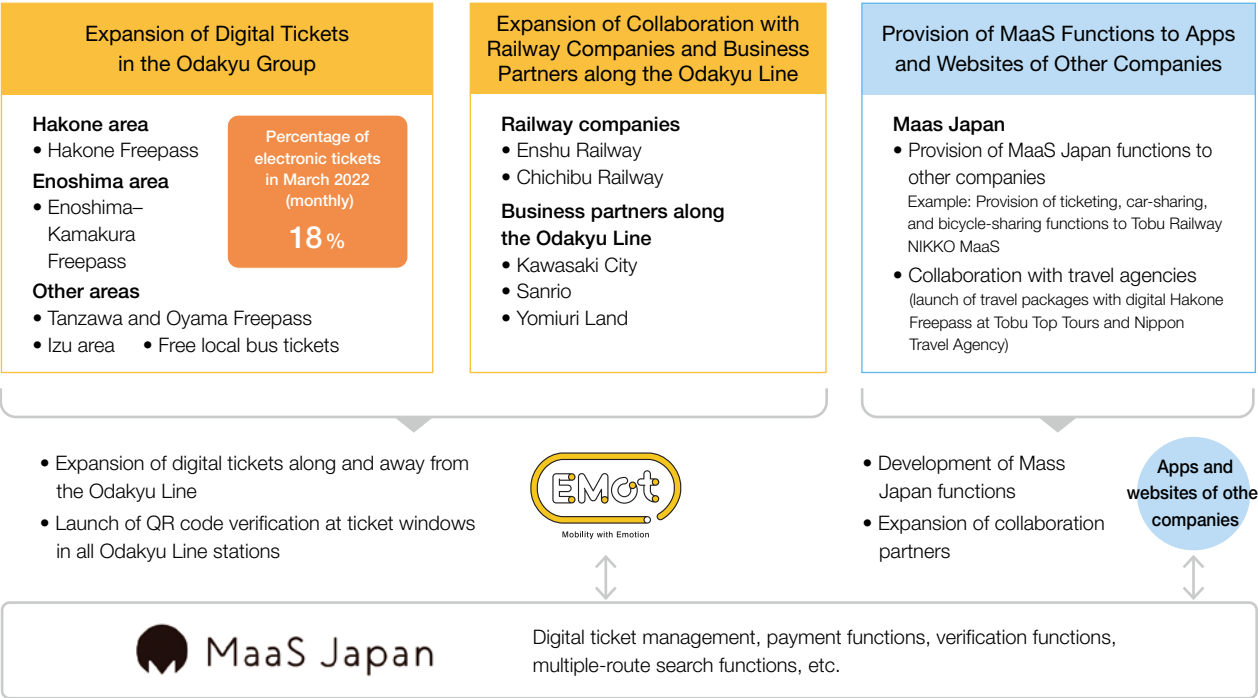 Expansion of Digital Tickets
in the Odakyu Group
Hakone area
• Hakone Freepass
Enoshima area
• Enoshima–
Kamakura
Freepass
Percentage of
electronic tickets
in March 2022
(monthly)
18 %
Other areas
• Tanzawa and Oyama Freepass
• Izu area • Free local bus tickets
Expansion of Collaboration with
Railway Companies and Business
Partners along the Odakyu Line
Railway companies
• Enshu Railway
• Chichibu Railway
Business partners along
the Odakyu Line
• Kawasaki City
• Sanrio
• Yomiuri Land
Provision of MaaS Functions to Apps
and Websites of Other Companies
Maas Japan
• Provision of MaaS Japan functions to
other companies
Example: Provision of ticketing, car-sharing,
and bicycle-sharing functions to Tobu Railway
NIKKO MaaS
• Collaboration with travel agencies
(launch of travel packages with digital Hakone
Freepass at Tobu Top Tours and Nippon
Travel Agency)
• Expansion of digital tickets along and away from
the Odakyu Line
• Launch of QR code verification at ticket windows
in all Odakyu Line stations
EMot
Mobility with Emotion
• Development of Mass
Japan functions
• Expansion of collaboration
partners
Apps and
websites of othe
companies
MaaS Japan
Digital ticket management, payment functions, verification functions,
multiple-route search functions, etc.